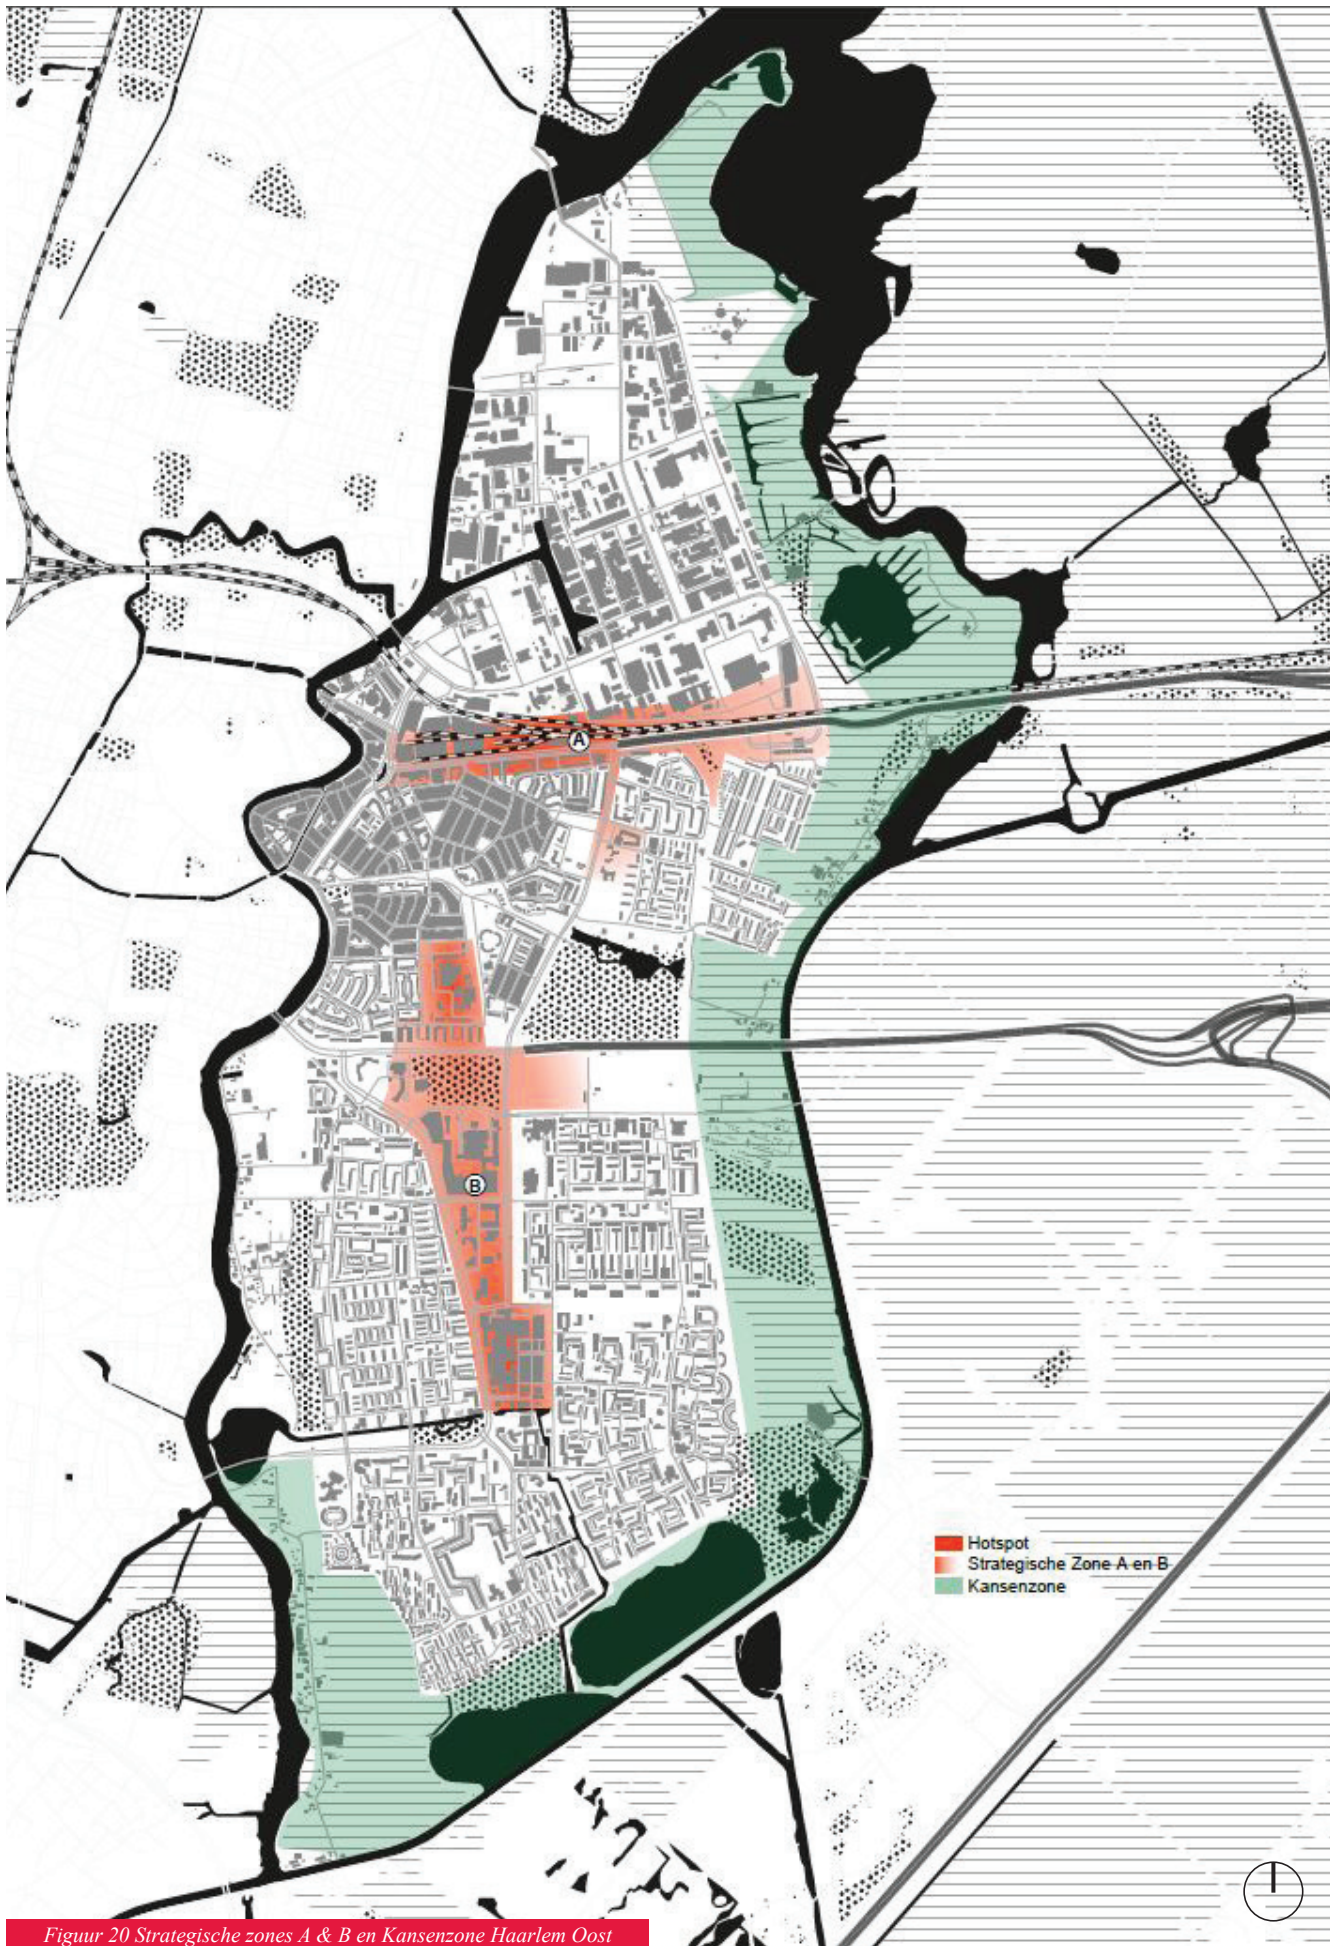 A
B
Hotspot
Strategische Zone A en B
Kansenzone
Figuur 20 Strategische zones A & B en Kansenzone Haarlem Oost